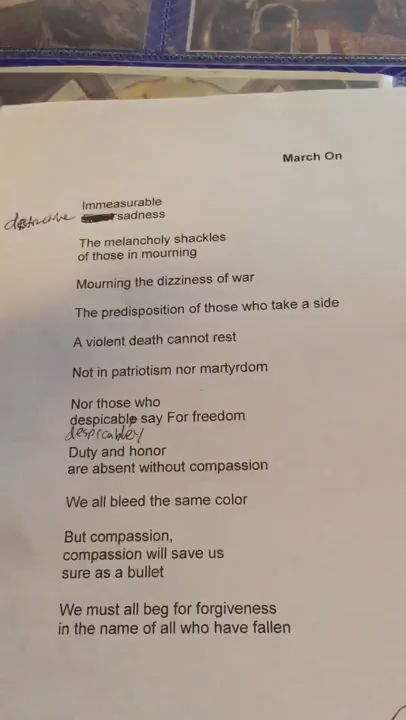 March On
Immeasurable
destructive sadness
The melancholy shackles
of those in mourning
Mourning the dizziness of war
The predisposition of those who take a side
A violent death cannot rest
Not in patriotism nor martyrdom
Nor those who
despicable say For freedom
despicabley
Duty and honor
are absent without compassion
We all bleed the same color
But compassion,
compassion will save us
sure as a bullet
We must all beg for forgiveness
in the name of all who have fallen